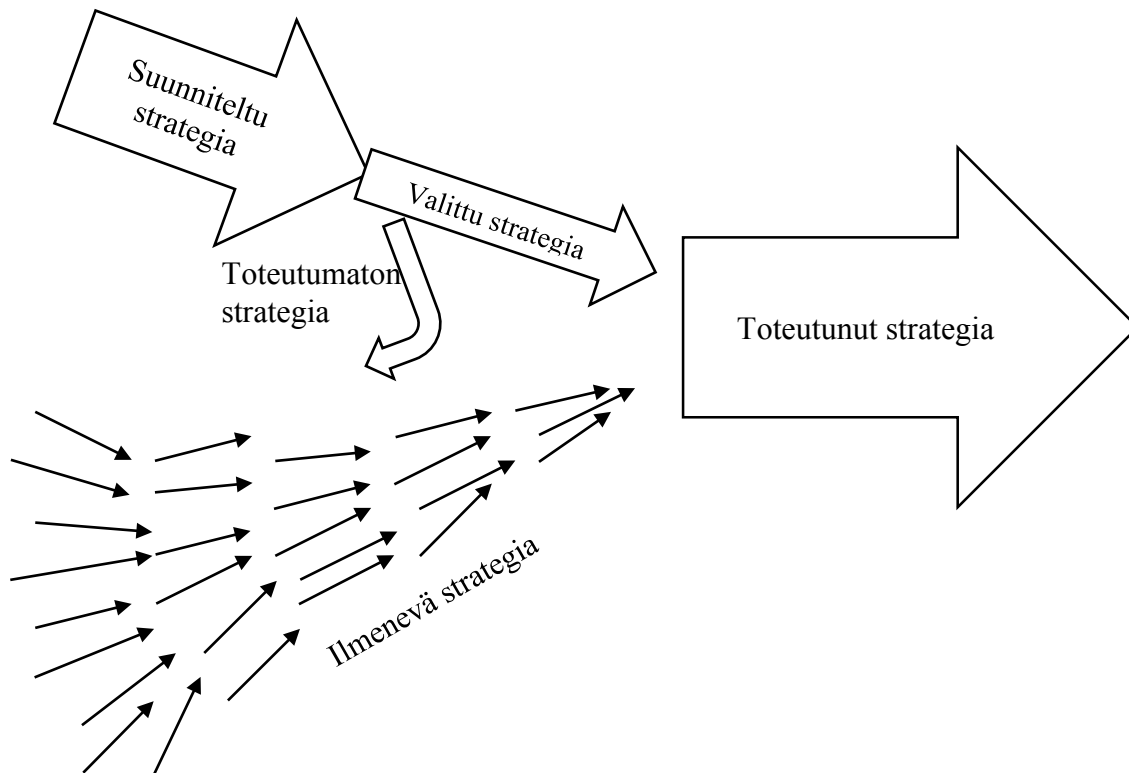 Suunniteltu
strategia
Valittu strategia
Toteutumaton
strategia
Toteutunut strategia
Ilmenevä strategia